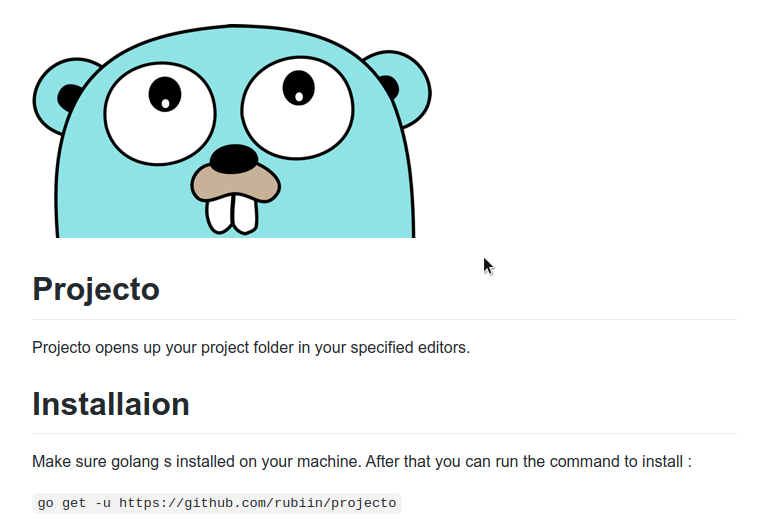 Projecto
Projecto opens up your project folder in your specified editors.
Installaion
Make sure golang s installed on your machine. After that you can run the command to install :
go get -u https://github.com/rubiin/projecto